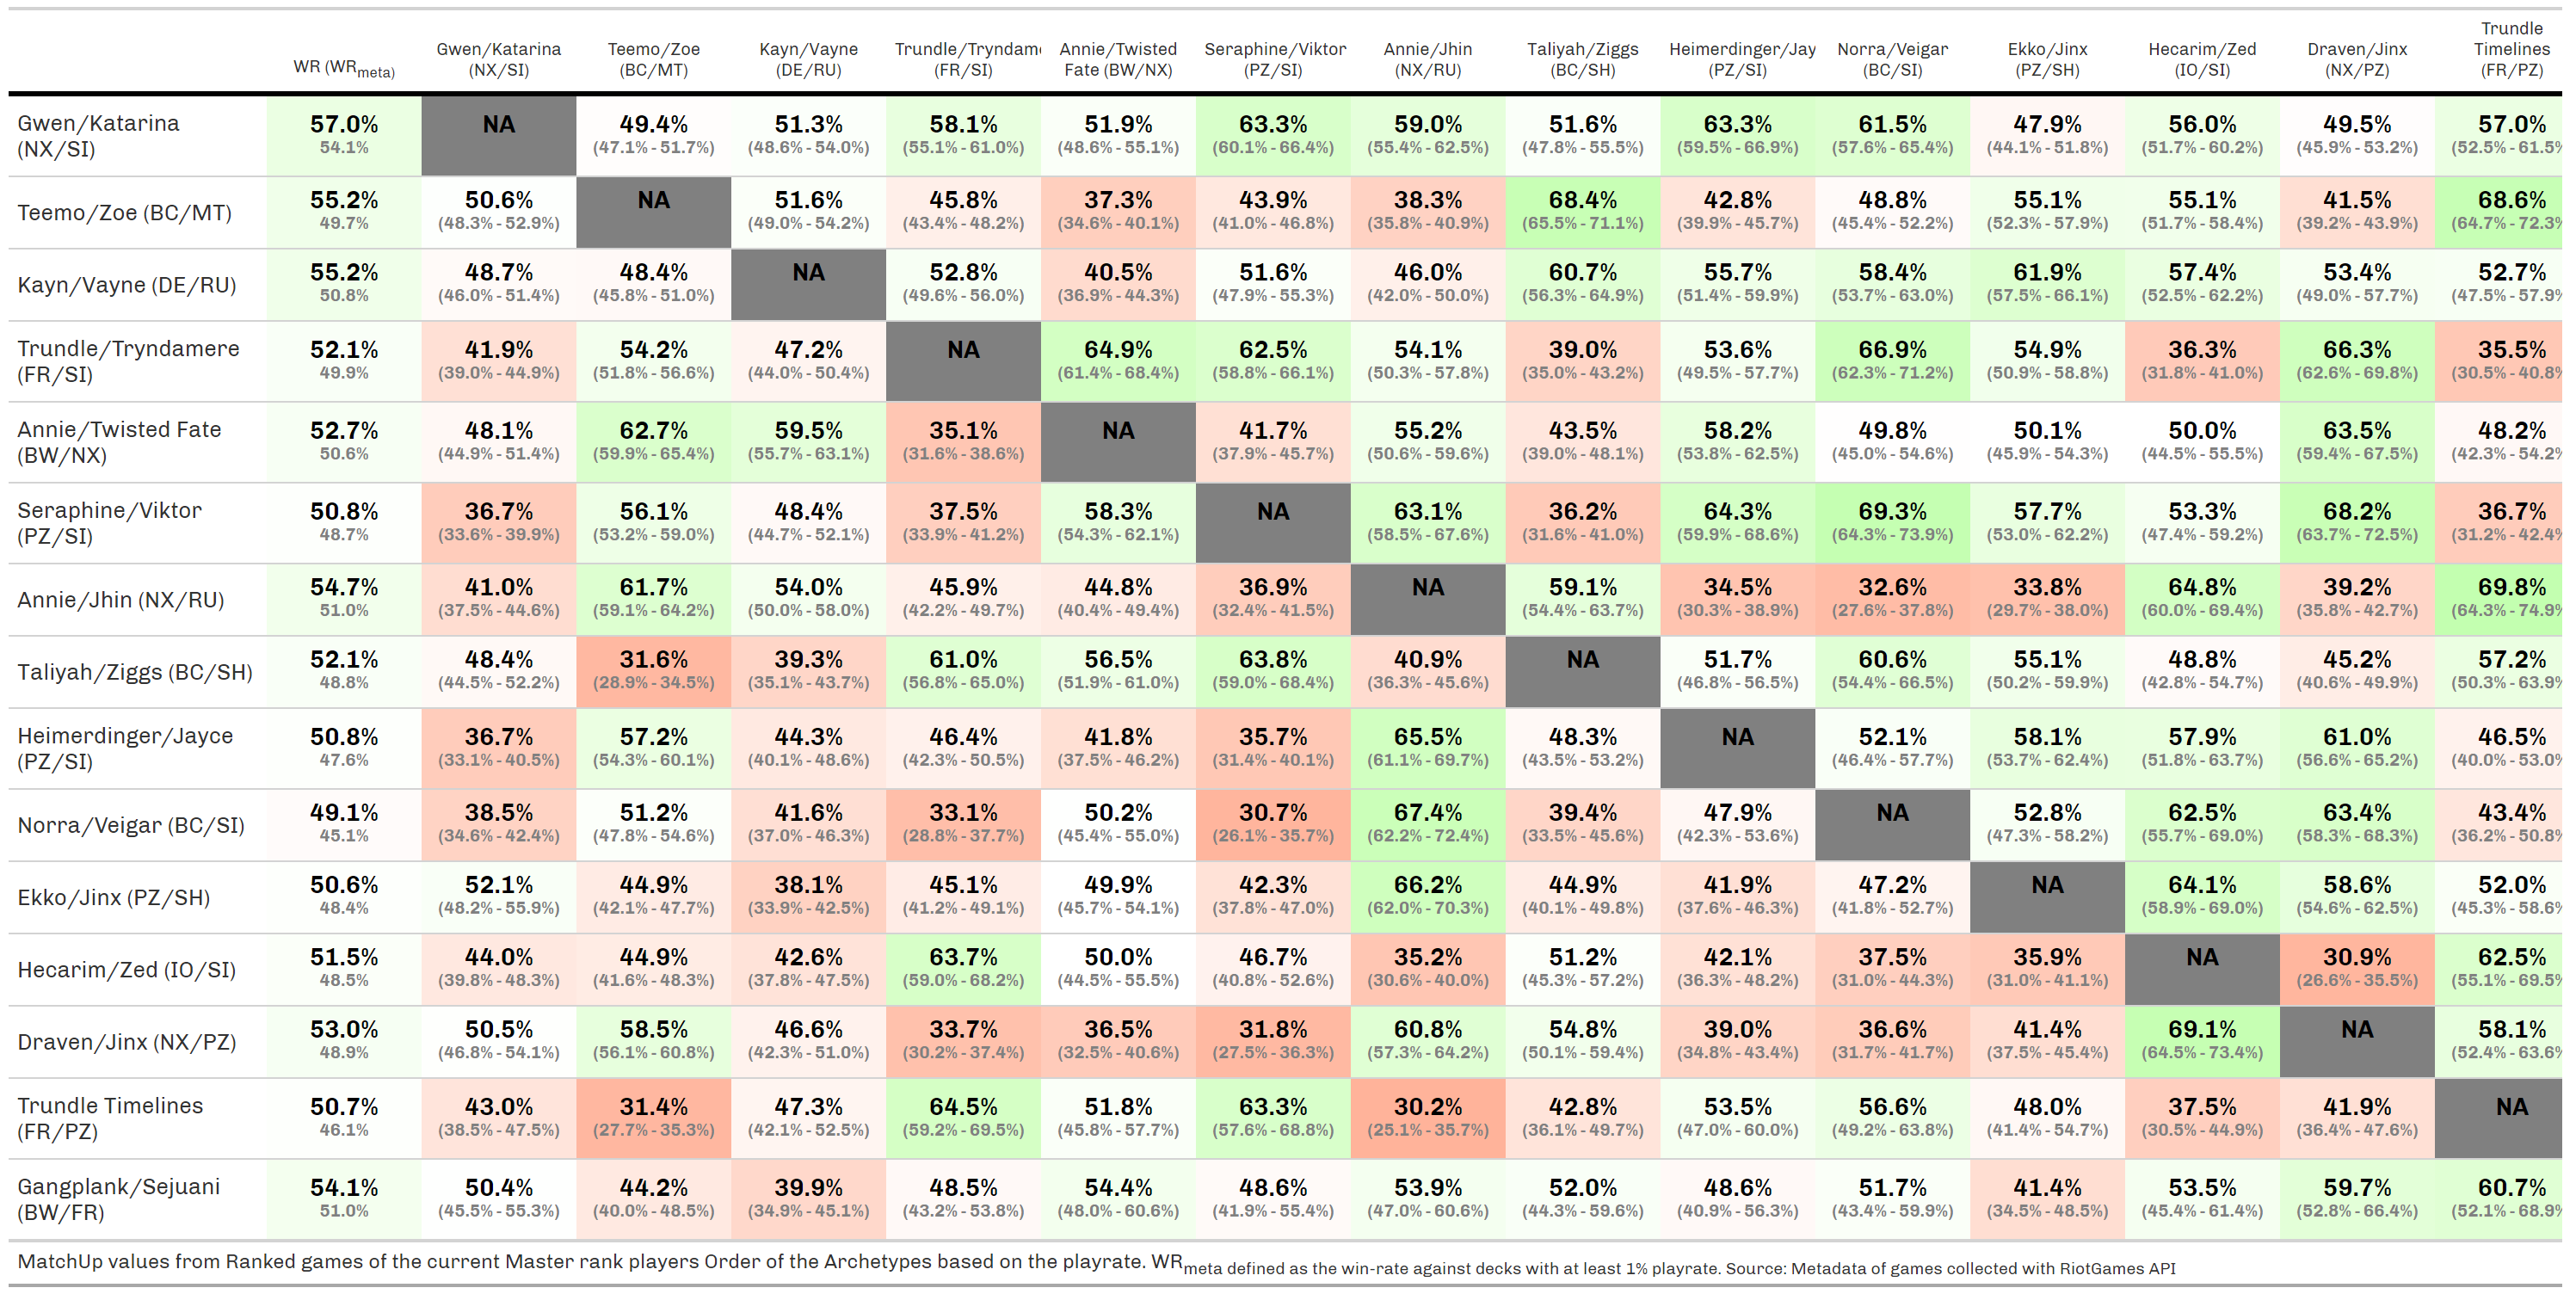 Trundle
Gwen/Katarina Teemo/Zoe Kayn/Vayne Trundle/Tryndam Annie/Twisted Seraphine/Viktor Annie/Jhin Taliyah/Ziggs Heimerdinger/Jay Norra/Veigar Ekko/Jinx Hecarim/Zed Draven/Jinx Timelines
WR (WRmeta) (NX/SI) (BC/MT) (DE/RU) (FR/SI) Fate (BW/NX) (PZ/SI) (NX/RU) (BC/SH) (PZ/SI) (BC/SI) (PZ/SH) (IO/SI) (NX/PZ) (FR/PZ)
Gwen/Katarina 57.0% NA 49.4% 51.3% 58.1% 51.9% 63.3% 59.0% 51.6% 63.3% 61.5% 47.9% 56.0% 49.5% 57.0%
(NX/SI) 54.1% (47.1% - 51.7%) (48.6% - 54.0%) (55.1% - 61.0%) (48.6% - 55.1%) (60.1% - 66.4%) (55.4% - 62.5%) (47.8% - 55.5%) (59.5% - 66.9%) (57.6% - 65.4%) (44.1% - 51.8%) (51.7% - 60.2%) (45.9% - 53.2%) (52.5% - 61.5%
Teemo/Zoe (BC/MT) 55.2% 50.6% NA 51.6% 45.8% 37.3% 43.9% 38.3% 68.4% 42.8% 48.8% 55.1% 55.1% 41.5% 68.6%
49.7% (48.3% - 52.9%) (49.0% - 54.2%) (43.4% - 48.2%) (34.6% - 40.1%) (41.0% - 46.8%) (35.8% - 40.9%) (65.5% - 71.1%) (39.9% - 45.7%) (45.4% - 52.2%) (52.3% - 57.9%) (51.7% - 58.4%) (39.2% - 43.9%) (64.7% - 72.3%
Kayn/Vayne (DE/RU) 55.2% 48.7% 48.4% NA 52.8% 40.5% 51.6% 46.0% 60.7% 55.7% 58.4% 61.9% 57.4% 53.4% 52.7%
50.8% (46.0% - 51.4%) (45.8% - 51.0%) (49.6% - 56.0%) (36.9% - 44.3%) (47.9% - 55.3%) (42.0% - 50.0%) (56.3% - 64.9%) (51.4% - 59.9%) (53.7% - 63.0%) (57.5% - 66.1%) (52.5% - 62.2%) (49.0% - 57.7%) (47.5% - 57.9%
Trundle/Tryndamere 52.1% 41.9% 54.2% 47.2% NA 64.9% 62.5% 54.1% 39.0% 53.6% 66.9% 54.9% 36.3% 66.3% 35.5%
(FR/SI) 49.9% (39.0% - 44.9%) (51.8% - 56.6%) (44.0% - 50.4%) (61.4% - 68.4%) (58.8% - 66.1%) (50.3% - 57.8%) (35.0% - 43.2%) (49.5% - 57.7%) (62.3% - 71.2%) (50.9% - 58.8%) (31.8% - 41.0%) (62.6% - 69.8%) (30.5% - 40.8%
Annie/Twisted Fate 52.7% 48.1% 62.7% 59.5% 35.1% NA 41.7% 55.2% 43.5% 58.2% 49.8% 50.1% 50.0% 63.5% 48.2%
(BW/NX) 50.6% (44.9% - 51.4%) (59.9% - 65.4%) (55.7% - 63.1%) (31.6% - 38.6%) (37.9% - 45.7%) (50.6% - 59.6%) (39.0% - 48.1%) (53.8% - 62.5%) (45.0% - 54.6%) (45.9% - 54.3%) (44.5% - 55.5%) (59.4% - 67.5%) (42.3% - 54.2%
Seraphine/Viktor 50.8% 36.7% 56.1% 48.4% 37.5% 58.3% NA 63.1% 36.2% 64.3% 69.3% 57.7% 53.3% 68.2% 36.7%
(PZ/SI) 48.7% (33.6% - 39.9%) (53.2% - 59.0%) (44.7% - 52.1%) (33.9% - 41.2%) (54.3% - 62.1%) (58.5% - 67.6%) (31.6% - 41.0%) (59.9% - 68.6%) (64.3% - 73.9%) (53.0% - 62.2%) (47.4% - 59.2%) (63.7% - 72.5%) (31.2% - 42.4%
Annie/Jhin (NX/RU) 54.7% 41.0% 61.7% 54.0% 45.9% 44.8% 36.9% NA 59.1% 34.5% 32.6% 33.8% 64.8% 39.2% 69.8%
51.0% (37.5% - 44.6%) (59.1% - 64.2%) (50.0% - 58.0%) (42.2% - 49.7%) (40.4% - 49.4%) (32.4% - 41.5%) (54.4% - 63.7%) (30.3% - 38.9%) (27.6% - 37.8%) (29.7% - 38.0%) (60.0% - 69.4%) (35.8% - 42.7%) (64.3% - 74.9%
Taliyah/Ziggs (BC/SH) 52.1% 48.4% 31.6% 39.3% 61.0% 56.5% 63.8% 40.9% NA 51.7% 60.6% 55.1% 48.8% 45.2% 57.2%
48.8% (44.5% - 52.2%) (28.9% - 34.5%) (35.1% - 43.7%) (56.8% - 65.0%) (51.9% - 61.0%) (59.0% - 68.4%) (36.3% - 45.6%) (46.8% - 56.5%) (54.4% - 66.5%) (50.2% - 59.9%) (42.8% - 54.7%) (40.6% - 49.9%) (50.3% - 63.9%
Heimerdinger/Jayce 50.8% 36.7% 57.2% 44.3% 46.4% 41.8% 35.7% 65.5% 48.3% NA 52.1% 58.1% 57.9% 61.0% 46.5%
(PZ/SI) 47.6% (33.1% - 40.5%) (54.3% - 60.1%) (40.1% - 48.6%) (42.3% - 50.5%) (37.5% - 46.2%) (31.4% - 40.1%) (61.1% - 69.7%) (43.5% - 53.2%) (46.4% - 57.7%) (53.7% - 62.4%) (51.8% - 63.7%) (56.6% - 65.2%) (40.0% - 53.0%
Norra/Veigar (BC/SI) 49.1% 38.5% 51.2% 41.6% 33.1% 50.2% 30.7% 67.4% 39.4% 47.9% NA 52.8% 62.5% 63.4% 43.4%
45.1% (34.6% - 42.4%) (47.8% - 54.6%) (37.0% - 46.3%) (28.8% - 37.7%) (45.4% - 55.0%) (26.1% - 35.7%) (62.2% - 72.4%) (33.5% - 45.6%) (42.3% - 53.6%) (47.3% - 58.2%) (55.7% - 69.0%) (58.3% - 68.3%) (36.2% - 50.8%
Ekko/Jinx (PZ/SH) 50.6% 52.1% 44.9% 38.1% 45.1% 49.9% 42.3% 66.2% 44.9% 41.9% 47.2% NA 64.1% 58.6% 52.0%
48.4% (48.2% - 55.9%) (42.1% - 47.7%) (33.9% - 42.5%) (41.2% - 49.1%) (45.7% - 54.1%) (37.8% - 47.0%) (62.0% - 70.3%) (40.1% - 49.8%) (37.6% - 46.3%) (41.8% - 52.7%) (58.9% - 69.0%) (54.6% - 62.5%) (45.3% - 58.6%
Hecarim/Zed (IO/SI) 51.5% 44.0% 44.9% 42.6% 63.7% 50.0% 46.7% 35.2% 51.2% 42.1% 37.5% 35.9% NA 30.9% 62.5%
48.5% (39.8% - 48.3%) (41.6% - 48.3%) (37.8% - 47.5%) (59.0% - 68.2%) (44.5% - 55.5%) (40.8% - 52.6%) (30.6% - 40.0%) (45.3% - 57.2%) (36.3% - 48.2%) (31.0% - 44.3%) (31.0% - 41.1%) (26.6% - 35.5%) (55.1% - 69.5%
Draven/Jinx (NX/PZ) 53.0% 50.5% 58.5% 46.6% 33.7% 36.5% 31.8% 60.8% 54.8% 39.0% 36.6% 41.4% 69.1% NA 58.1%
48.9% (46.8% - 54.1%) (56.1% - 60.8%) (42.3% - 51.0%) (30.2% - 37.4%) (32.5% - 40.6%) (27.5% - 36.3%) (57.3% - 64.2%) (50.1% - 59.4%) (34.8% - 43.4%) (31.7% - 41.7%) (37.5% - 45.4%) (64.5% - 73.4%) (52.4% - 63.6%
Trundle Timelines 50.7% 43.0% 31.4% 47.3% 64.5% 51.8% 63.3% 30.2% 42.8% 53.5% 56.6% 48.0% 37.5% 41.9% NA
(FR/PZ) 46.1% (38.5% - 47.5%) (27.7% - 35.3%) (42.1% - 52.5%) (59.2% - 69.5%) (45.8% - 57.7%) (57.6% - 68.8%) (25.1% - 35.7%) (36.1% - 49.7%) (47.0% - 60.0%) (49.2% - 63.8%) (41.4% - 54.7%) (30.5% - 44.9%) (36.4% - 47.6%)
Gangplank/Sejuani 54.1% 50.4% 44.2% 39.9% 48.5% 54.4% 48.6% 53.9% 52.0% 48.6% 51.7% 41.4% 53.5% 59.7% 60.7%
(BW/FR) 51.0% (45.5% - 55.3%) (40.0% - 48.5%) (34.9% - 45.1%) (43.2% - 53.8%) (48.0% - 60.6%) (41.9% - 55.4%) (47.0% - 60.6%) (44.3% - 59.6%) (40.9% - 56.3%) (43.4% - 59.9%) (34.5% - 48.5%) (45.4% - 61.4%) (52.8% - 66.4%) (52.1% - 68.9%
MatchUp values from Ranked games of the current Master rank players Order of the Archetypes based on the playrate. WRmeta defined as the win-rate against decks with at least 1% playrate. Source: Metadata of games collected with RiotGames API